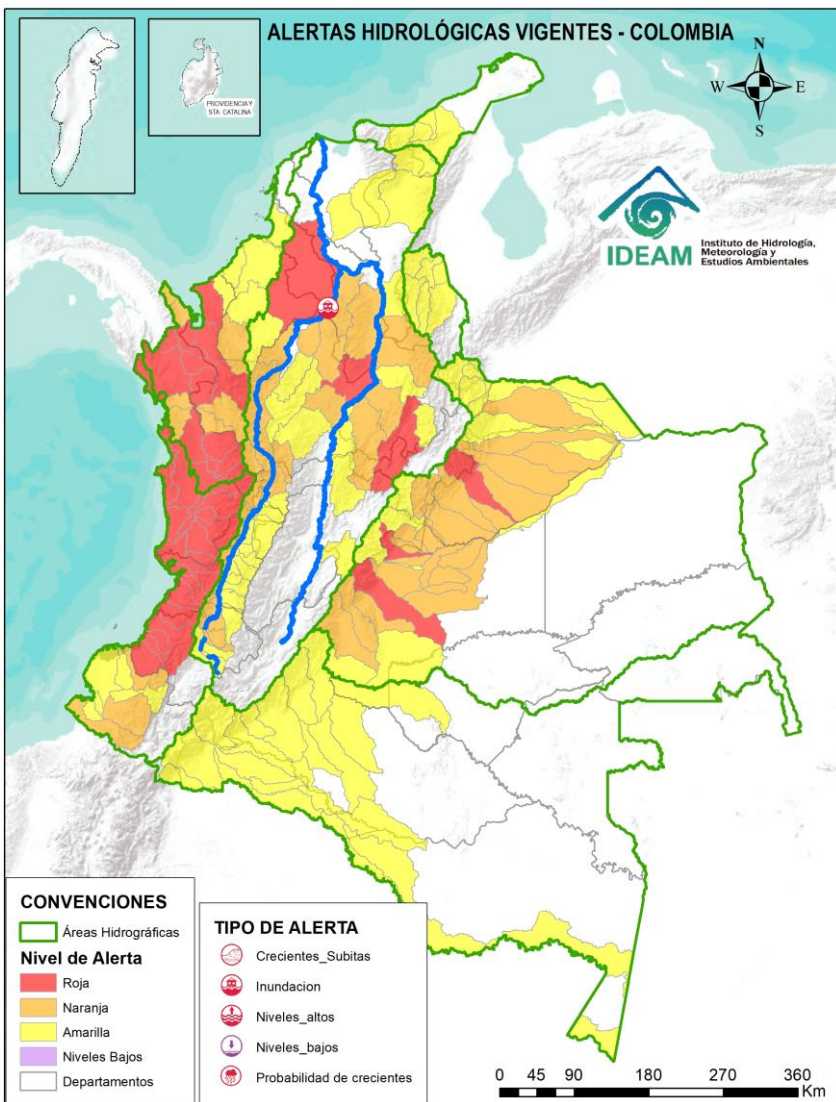 ALERTAS HIDROLÓGICAS VIGENTES - COLOMBIA
PROVIDENCIA Y
STA. CATALINA
N
W E
S
IDEAM
Instituto de Hidrología,
Meteorología y
Estudios Ambientales
CONVENCIONES
Áreas Hidrográficas
Nivel de Alerta
Roja
Naranja
Amarilla
Niveles Bajos
Departamentos
TIPO DE ALERTA
Crecientes_Subitas
Inundacion
Niveles_altos
Niveles_bajos
Probabilidad de crecientes
0 45 90 180 270 360
Km